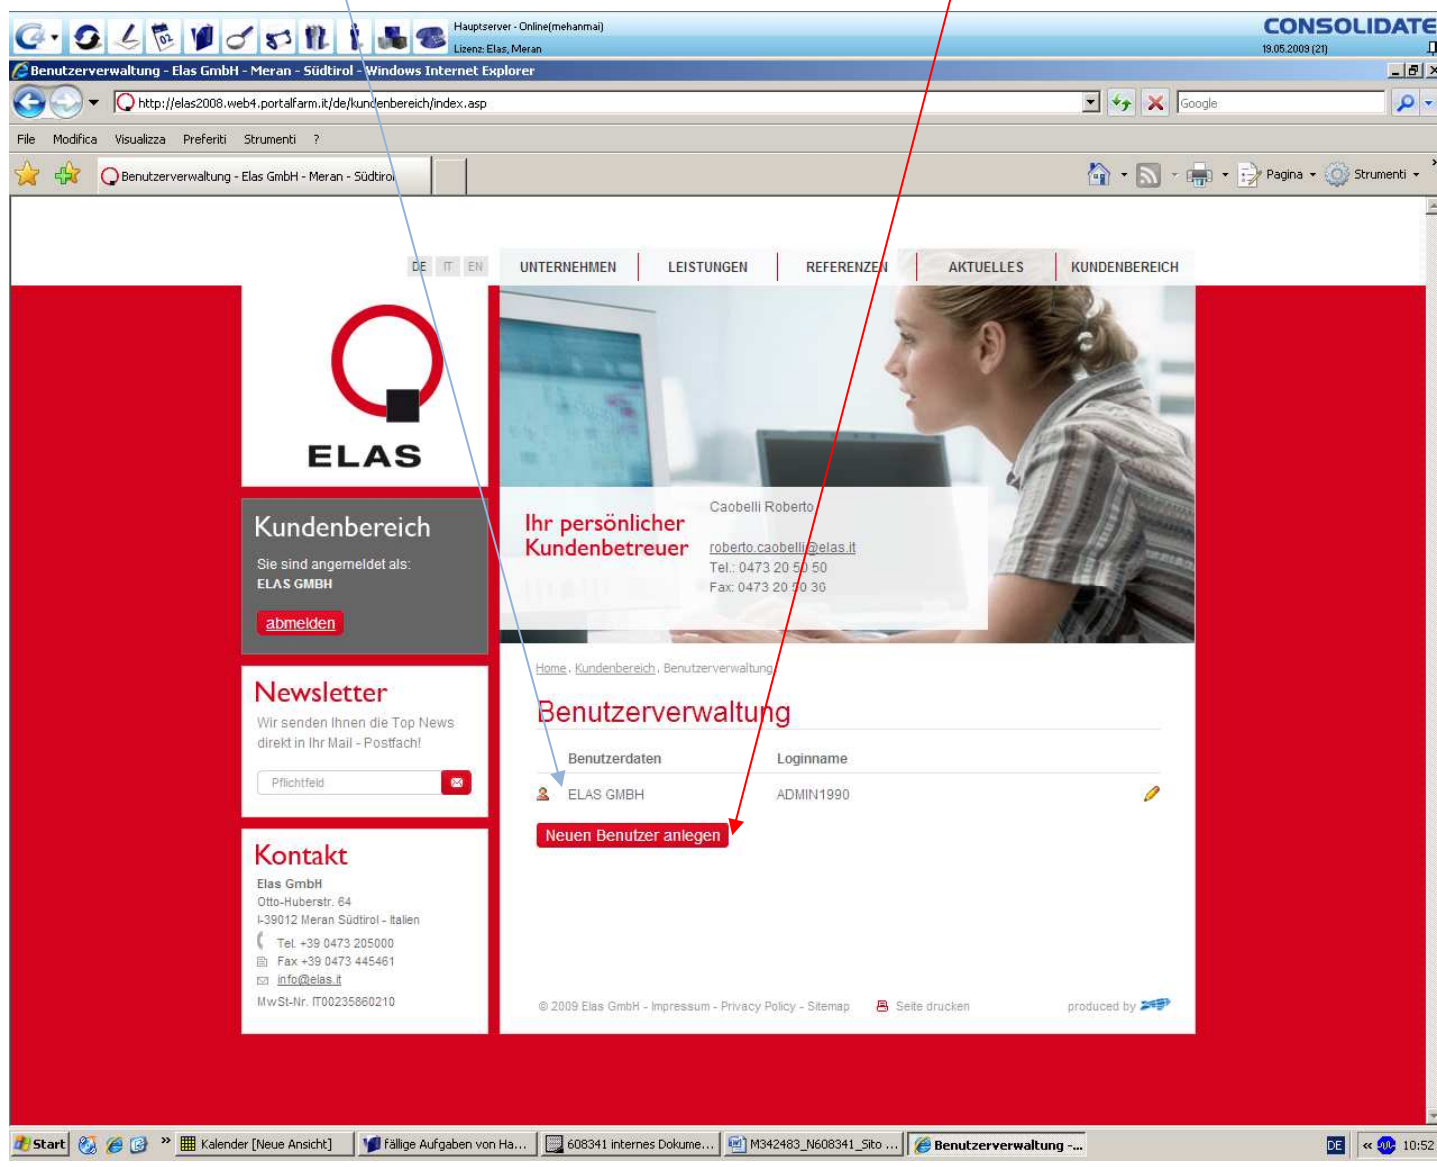 Hauptserver - Online(mehanmai)
Lizenz: Elas, Meran
CONSOLIDATE
19.05.2009 (21)
Benutzerverwaltung - Elas GmbH - Meran - Südtirol - Windows Internet Explorer
http://elas2008.web4.portalfarm.it/de/kundenbereich/index.asp
Google
File Modifica Visualizza Preferiti Strumenti ?
Benutzerverwaltung - Elas GmbH - Meran - Südtirol
Pagina Strumenti
DE IT EN
UNTERNEHMEN LEISTUNGEN REFERENZEN AKTUELLES KUNDENBEREICH
ELAS
Kundenbereich
Sie sind angemeldet als:
ELAS GMBH
abmelden
Ihr persönlicher
Kundenbetreuer
Caobelli Roberto
roberto.caobelli@elas.it
Tel.: 0473 20 50 50
Fax: 0473 20 50 30
Newsletter
Wir senden Ihnen die Top News
direkt in Ihr Mail - Postfach!
Pflichtfeld
Home . Kundenbereich . Benutzerverwaltung
Benutzerverwaltung
Benutzerdaten Loginname
ELAS GMBH ADMIN1990
Neuen Benutzer anlegen
Kontakt
Elas GmbH
Otto-Huberstr. 64
I-39012 Meran Südtirol - Italien
Tel. +39 0473 205000
Fax +39 0473 445461
info@elas.it
MwSt-Nr. IT00235860210
© 2009 Elas GmbH - Impressum - Privacy Policy - Sitemap Seite drucken produced by
Start » Kalender [Neue Ansicht] fällige Aufgaben von Ha... 608341 internes Dokume... M342483_N608341_Sito ... Benutzerverwaltung -... DE « 10:52